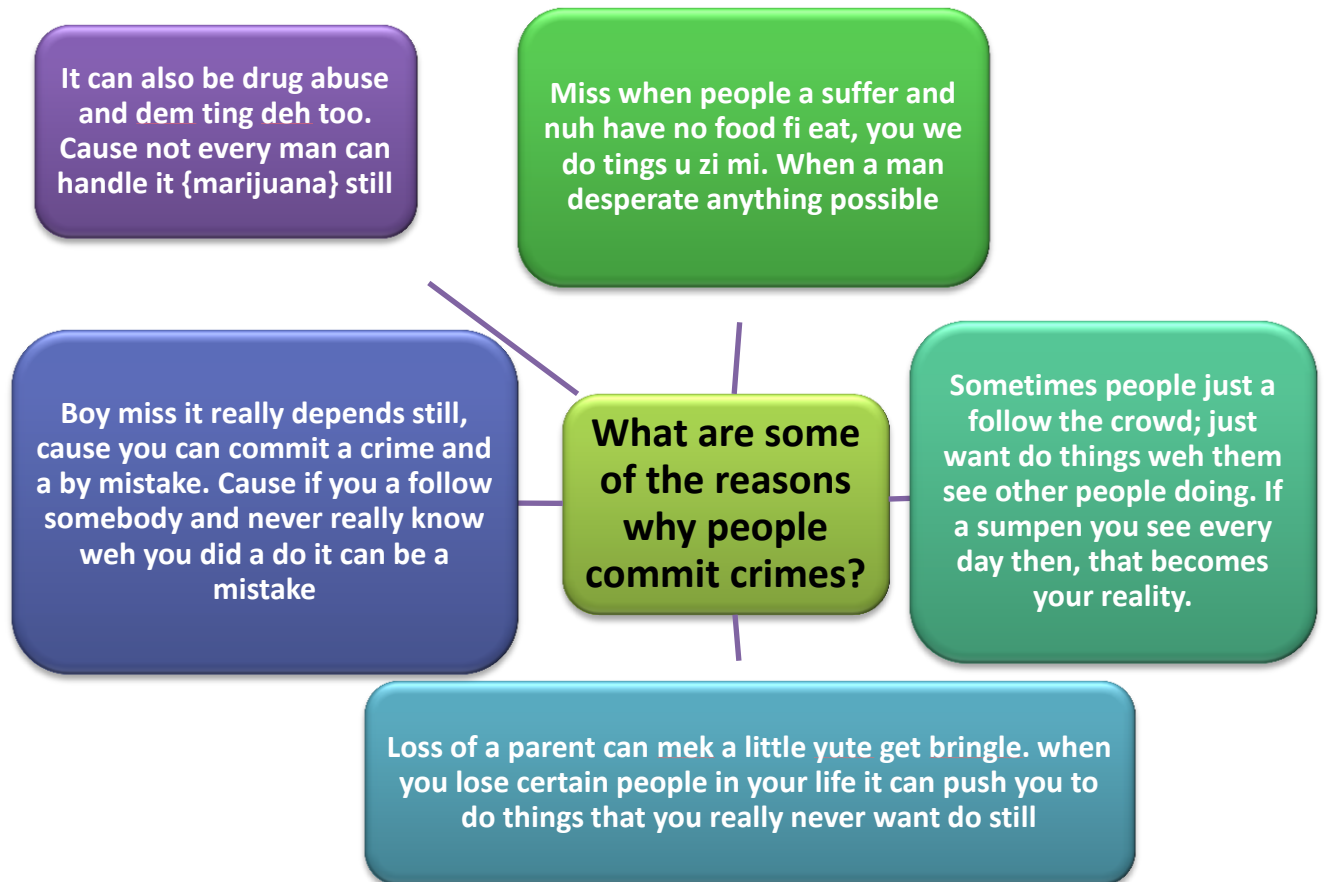 It can also be drug abuse
and dem ting deh too.
Cause not every man can
handle it {marijuana} still
Miss when people a suffer and
nuh have no food fi eat, you we
do tings u zi mi. When a man
desperate anything possible
Boy miss it really depends still,
cause you can commit a crime and
a by mistake. Cause if you a follow
somebody and never really know
weh you did a do it can be a
mistake
What are some
of the reasons
why people
commit crimes?
Sometimes people just a
follow the crowd; just
want do things weh them
see other people doing. If
a sumpen you see every
day then, that becomes
your reality.
Loss of a parent can mek a little yute get bringle. when
you lose certain people in your life it can push you to
do things that you really never want do still